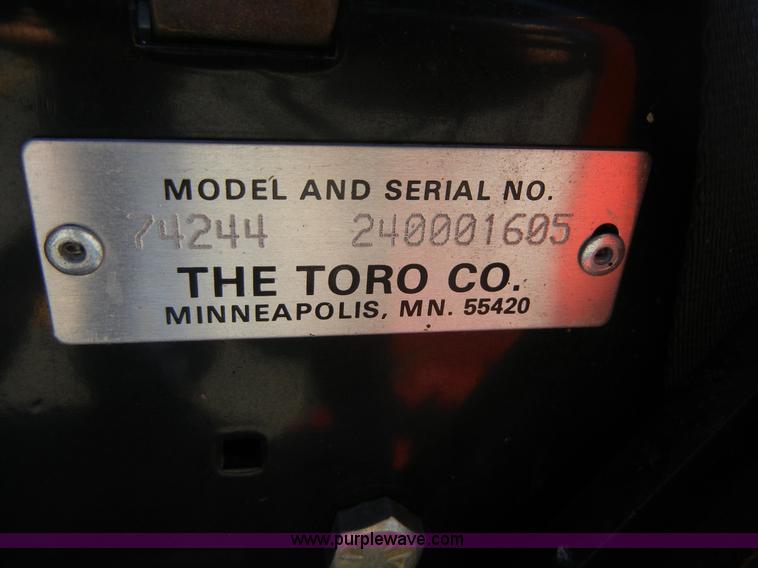 MODEL AND SERIAL NO.
74244 240001605
THE TORO CO.
MINNEAPOLIS, MN. 55420
www.purplewave.com